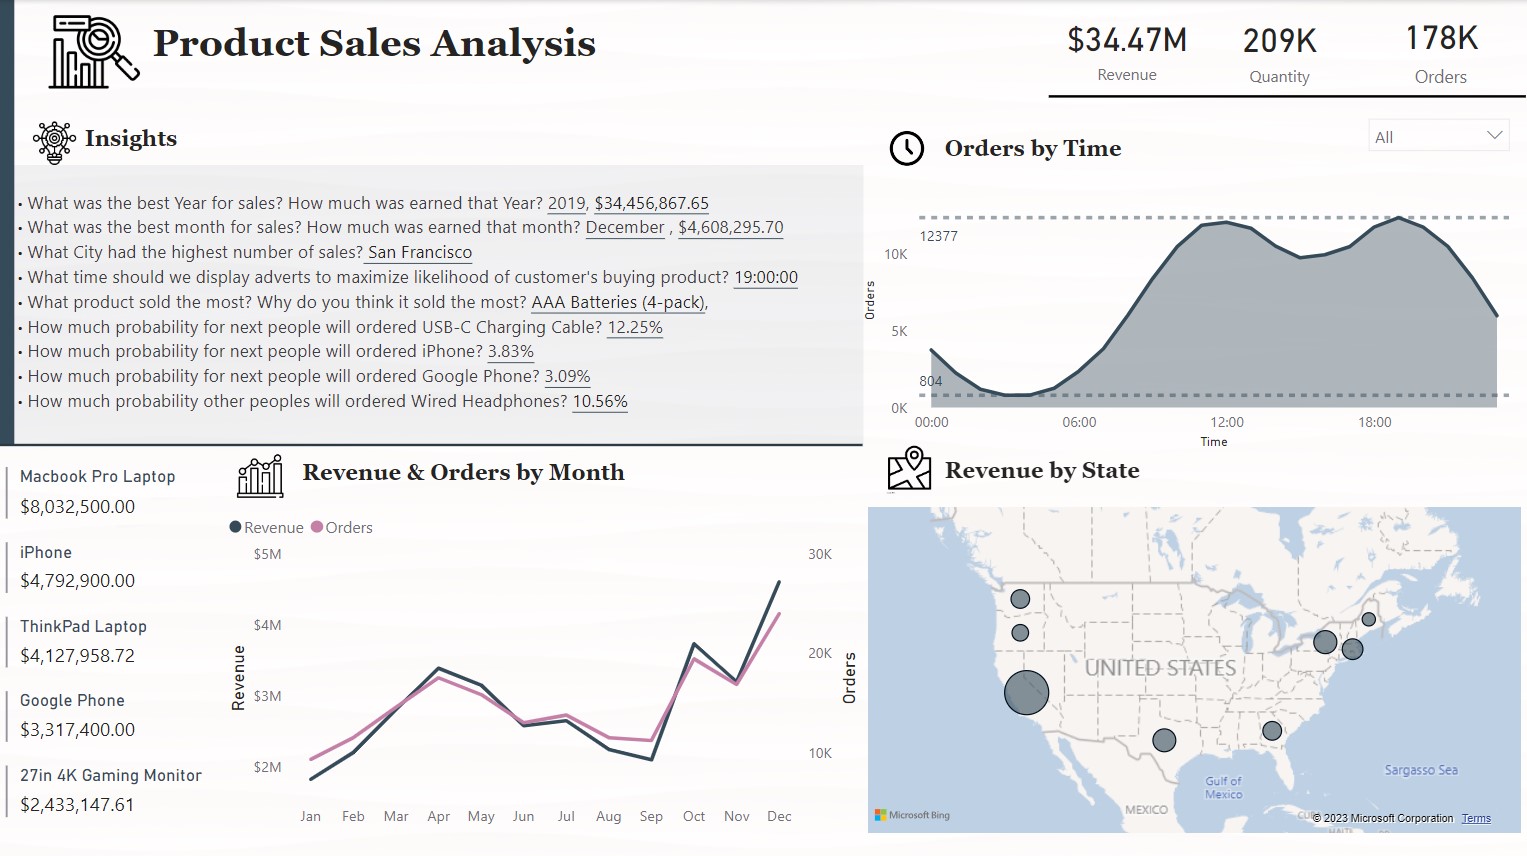 Product Sales Analysis
$34.47M
Revenue
209K
Quantity
178K
Orders
Insights
• What was the best Year for sales? How much was earned that Year? 2019, $34,456,867.65
• What was the best month for sales? How much was earned that month? December , $4,608,295.70
• What City had the highest number of sales? San Francisco
• What time should we display adverts to maximize likelihood of customer's buying product? 19:00:00
• What product sold the most? Why do you think it sold the most? AAA Batteries (4-pack),
• How much probability for next people will ordered USB-C Charging Cable? 12.25%
• How much probability for next people will ordered iPhone? 3.83%
• How much probability for next people will ordered Google Phone? 3.09%
• How much probability other peoples will ordered Wired Headphones? 10.56%
Orders by Time
All
12377
10K
5K
804
0K
Orders
00:00
06:00
12:00
18:00
Time
Macbook Pro Laptop
$8,032,500.00
iPhone
$4,792,900.00
ThinkPad Laptop
$4,127,958.72
Google Phone
$3,317,400.00
27in 4K Gaming Monitor
$2,433,147.61
Revenue & Orders by Month
Revenue
Orders
$5M
$4M
$3M
$2M
Revenue
30K
20K
10K
Orders
Jan
Feb
Mar
Apr
May
Jun
Jul
Aug
Sep
Oct
Nov
Dec
Revenue by State
UNITED STATES
Sargasso Sea
Gulf of
Mexico
MEXICO
Microsoft Bing
© 2023 Microsoft Corporation
Terms